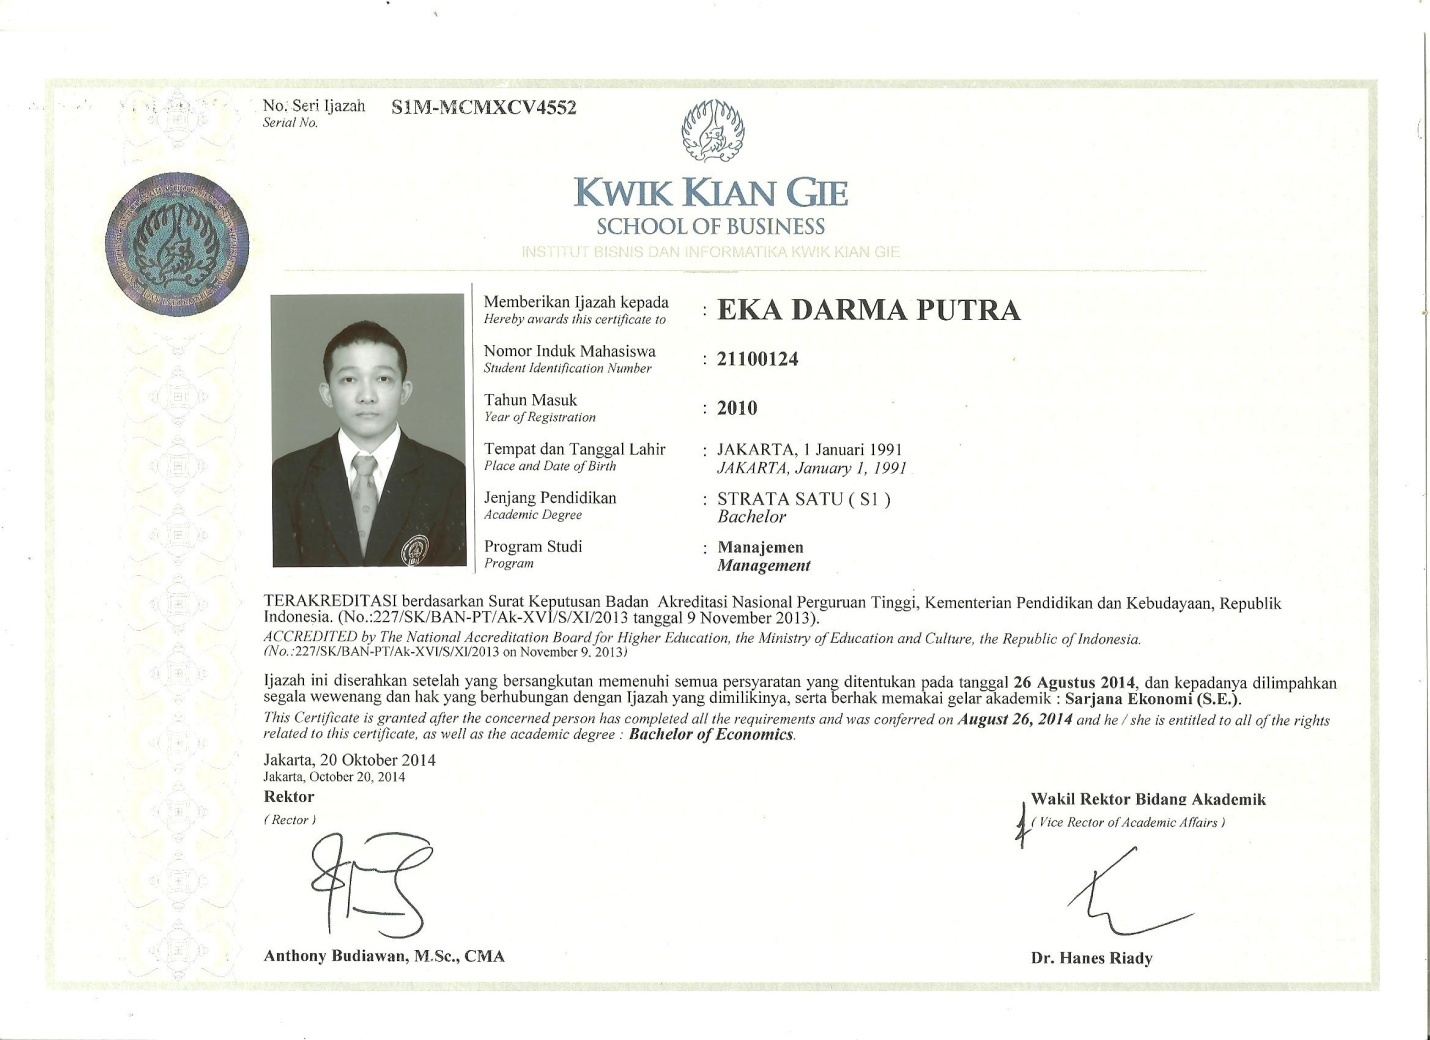 No. Seri Ijazah S1M-MCMXCV4552
Serial No.
KWIK KIAN GIE
SCHOOL OF BUSINESS
INSTITUT BISNIS DAN INFORMATIKA KWIK KIAN GIE
Memberikan Ijazah kepada : EKA DARMA PUTRA
Hereby awards this certificate to
Nomor Induk Mahasiswa : 21100124
Student Identification Number
Tahun Masuk : 2010
Year of Registration
Tempat dan Tanggal Lahir : JAKARTA, 1 Januari 1991
Place and Date of Birth JAKARTA, January 1, 1991
Jenjang Pendidikan : STRATA SATU ( S1 )
Academic Degree Bachelor
Program Studi : Manajemen
Program Management
TERAKREDITASI berdasarkan Surat Keputusan Badan Akreditasi Nasional Perguruan Tinggi, Kementerian Pendidikan dan Kebudayaan, Republik
Indonesia. (No.:227/SK/BAN-PT/Ak-XVI/S/XI/2013 tanggal 9 November 2013).
ACCREDITED by The National Accreditation Board for Higher Education, the Ministry of Education and Culture, the Republic of Indonesia.
(No.:227/SK/BAN-PT/Ak-XVI/S/XI/2013 on November 9, 2013)
Ijazah ini diserahkan setelah yang bersangkutan memenuhi semua persyaratan yang ditentukan pada tanggal 26 Agustus 2014, dan kepadanya dilimpahkan
segala wewenang dan hak yang berhubungan dengan Ijazah yang dimilikinya, serta berhak memakai gelar akademik : Sarjana Ekonomi (S.E.).
This Certificate is granted after the concerned person has completed all the requirements and was conferred on August 26, 2014 and he / she is entitled to all of the rights
related to this certificate, as well as the academic degree : Bachelor of Economics.
Jakarta, 20 Oktober 2014
Jakarta, October 20, 2014
Rektor
( Rector )
Anthony Budiawan, M.Sc., CMA
Wakil Rektor Bidang Akademik
( Vice Rector of Academic Affairs )
Dr. Hanes Riady